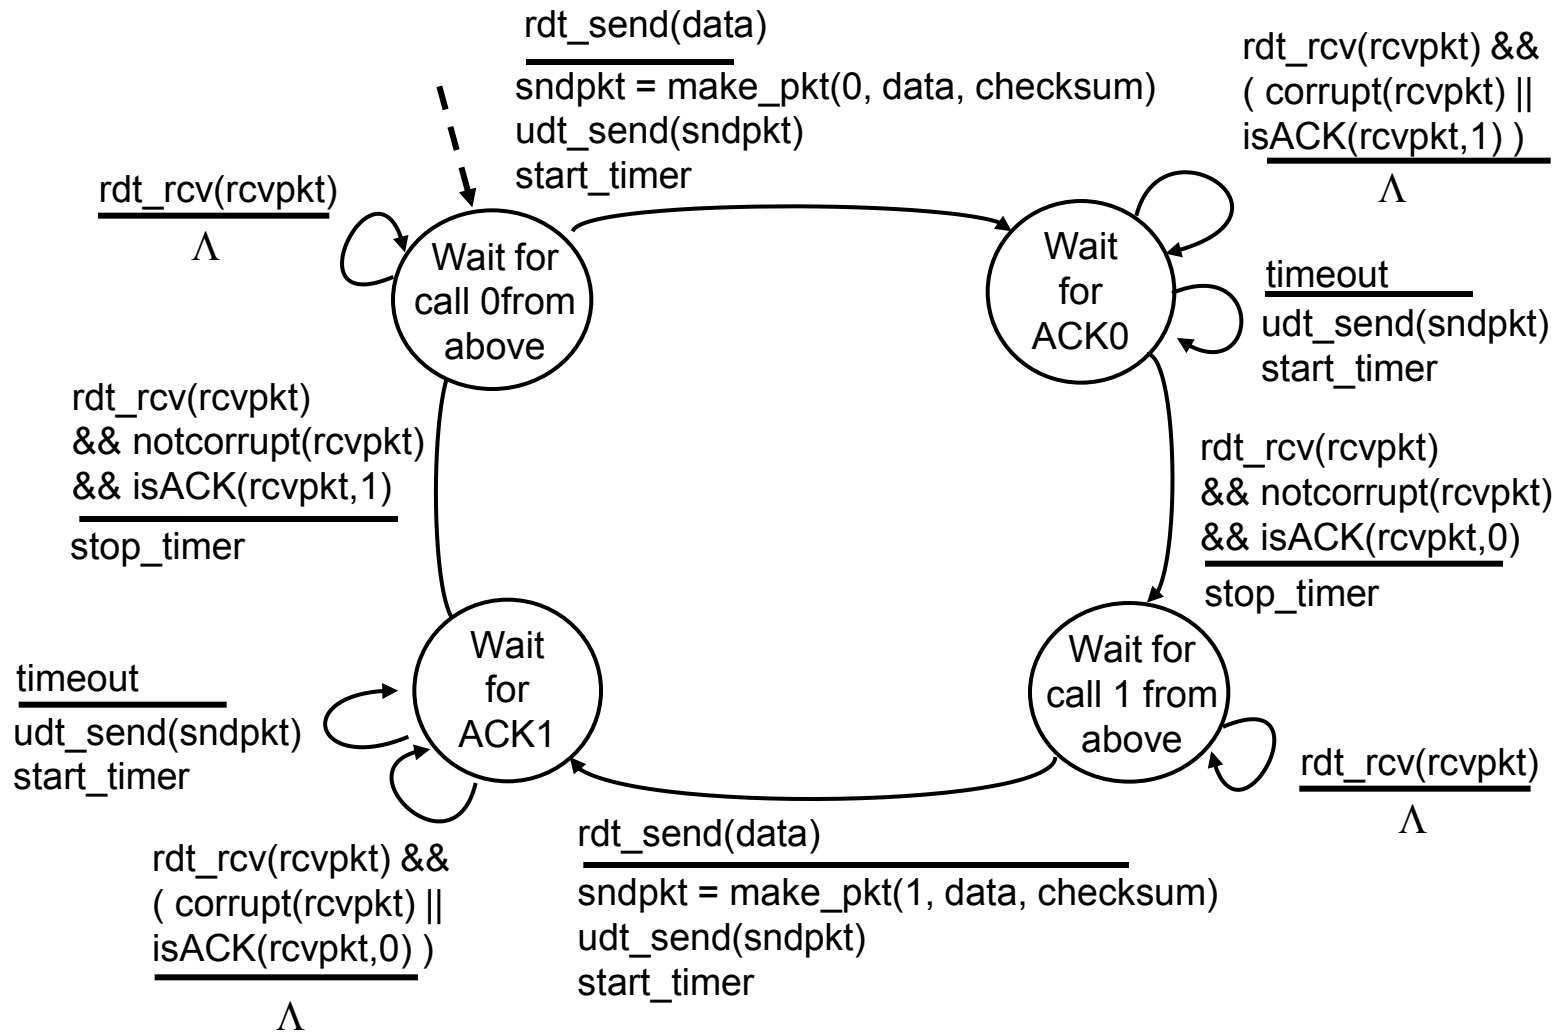 rdt_send(data)
sndpkt = make_pkt(0, data, checksum)
udt_send(sndpkt)
start_timer
rdt_rcv(rcvpkt) &&
( corrupt(rcvpkt) ||
isACK(rcvpkt,1) )
Λ
rdt_rcv(rcvpkt)
Λ
Wait for
call 0from
above
Wait
for
ACK0
timeout
udt_send(sndpkt)
start_timer
rdt_rcv(rcvpkt)
&& notcorrupt(rcvpkt)
&& isACK(rcvpkt,1)
stop_timer
rdt_rcv(rcvpkt)
&& notcorrupt(rcvpkt)
&& isACK(rcvpkt,0)
stop_timer
Wait
for
ACK1
Wait for
call 1 from
above
timeout
udt_send(sndpkt)
start_timer
rdt_rcv(rcvpkt)
Λ
rdt_rcv(rcvpkt) &&
( corrupt(rcvpkt) ||
isACK(rcvpkt,0) )
Λ
rdt_send(data)
sndpkt = make_pkt(1, data, checksum)
udt_send(sndpkt)
start_timer